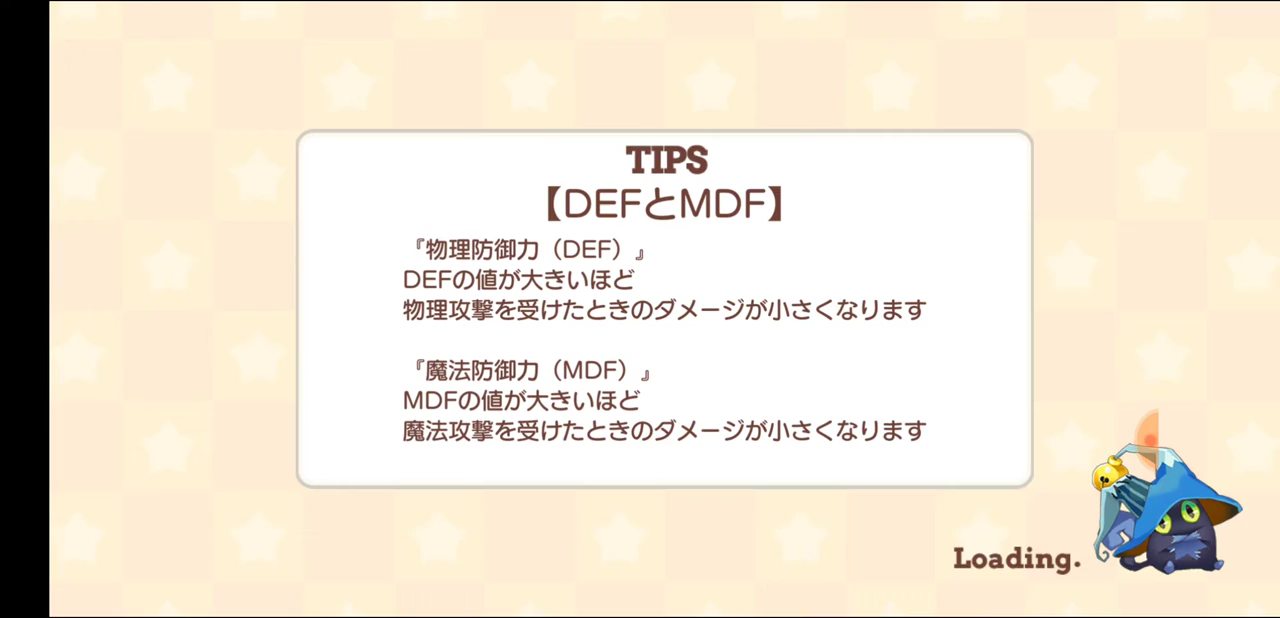 TIPS
【DEFとMDF】
『物理防御力（DEF）』
DEFの値が大きいほど
物理攻撃を受けたときのダメージが小さくなります
『魔法防御力（MDF）』
MDFの値が大きいほど
魔法攻撃を受けたときのダメージが小さくなります
Loading.